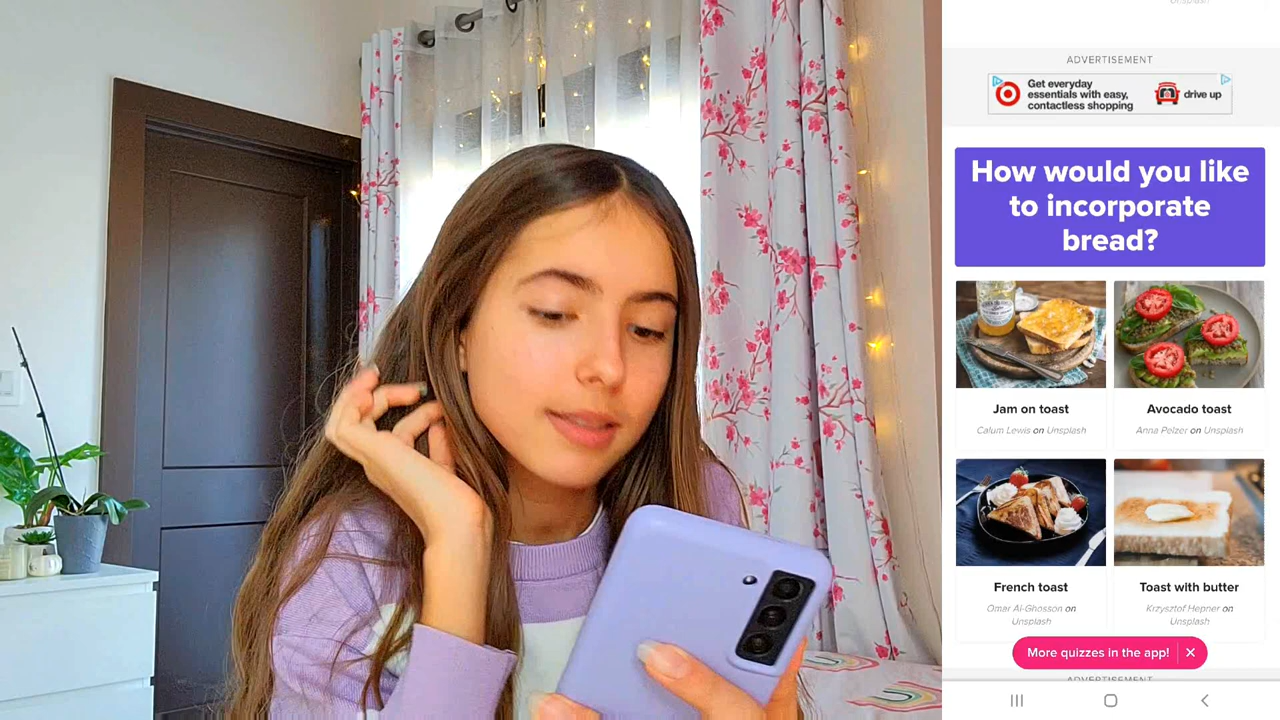 Unsplash
ADVERTISEMENT
Get everyday
essentials with easy,
contactless shopping
drive up
How would you like
to incorporate
bread?
Jam on toast
Avocado toast
Calum Lewis on Unsplash
Anna Pelzer on Unsplash
French toast
Toast with butter
Omar Al-Ghosson on
Unsplash
Krzysztof Hepner on
Unsplash
More quizzes in the app!
ADVERTISEMENT